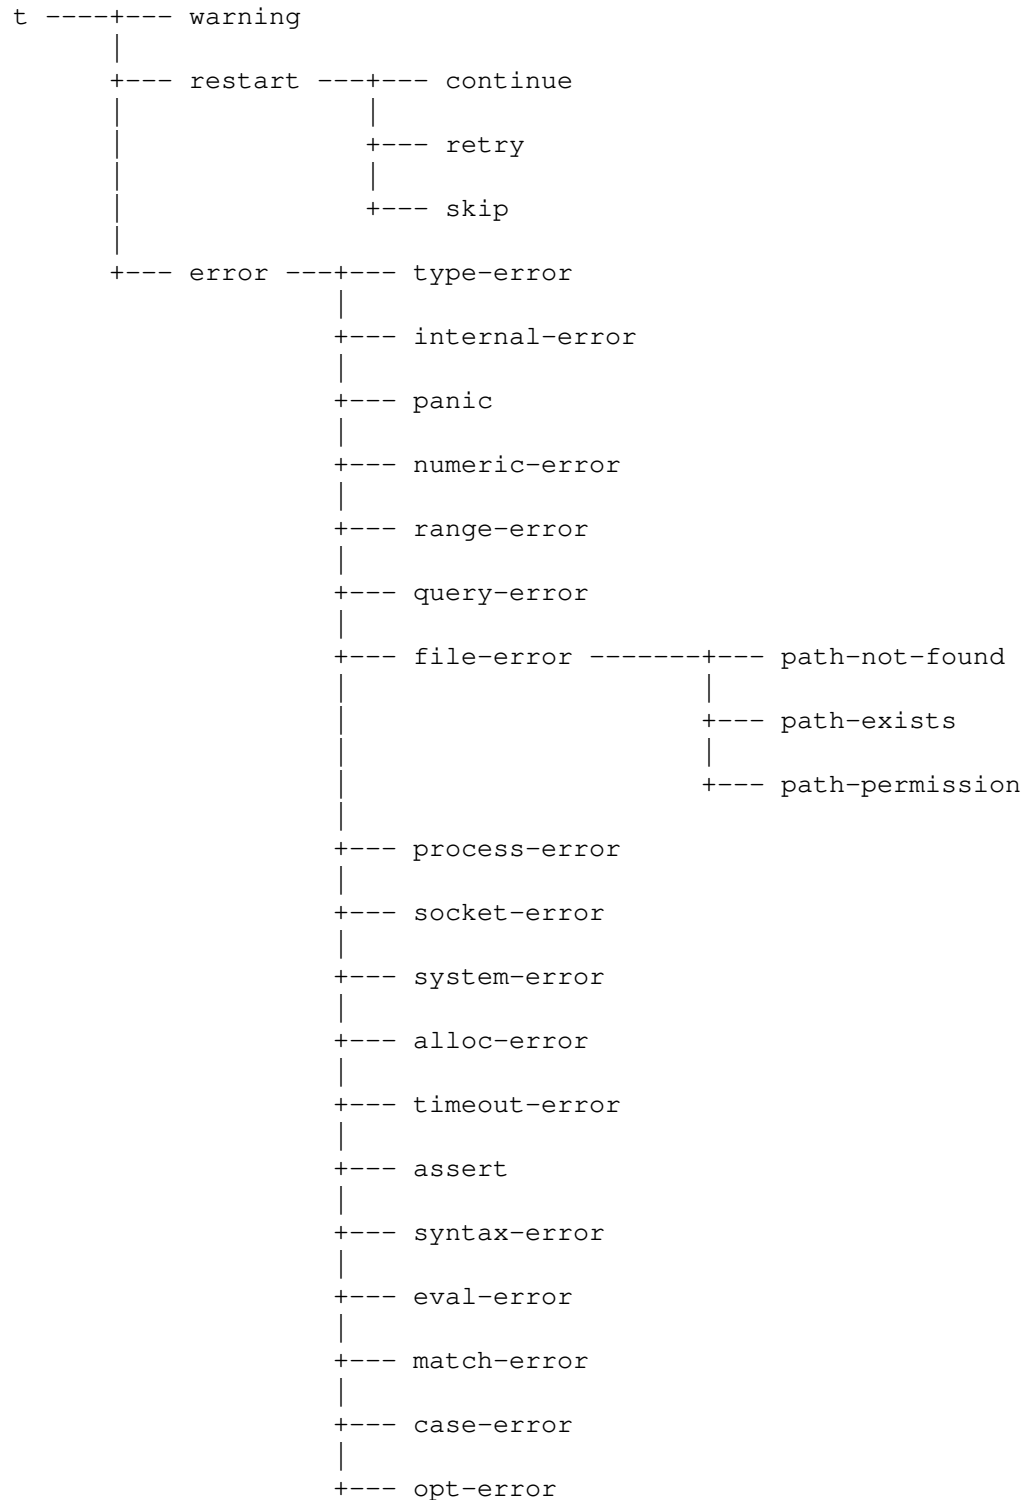 t ----+--- warning
      |
      +--- restart ---+--- continue
      |               |
      |               +--- retry
      |               |
      |               +--- skip
      |
      +--- error ---+--- type-error
                    |
                    +--- internal-error
                    |
                    +--- panic
                    |
                    +--- numeric-error
                    |
                    +--- range-error
                    |
                    +--- query-error
                    |
                    +--- file-error -------+--- path-not-found
                    |                      |
                    |                      +--- path-exists
                    |                      |
                    |                      +--- path-permission
                    |
                    +--- process-error
                    |
                    +--- socket-error
                    |
                    +--- system-error
                    |
                    +--- alloc-error
                    |
                    +--- timeout-error
                    |
                    +--- assert
                    |
                    +--- syntax-error
                    |
                    +--- eval-error
                    |
                    +--- match-error
                    |
                    +--- case-error
                    |
                    +--- opt-error